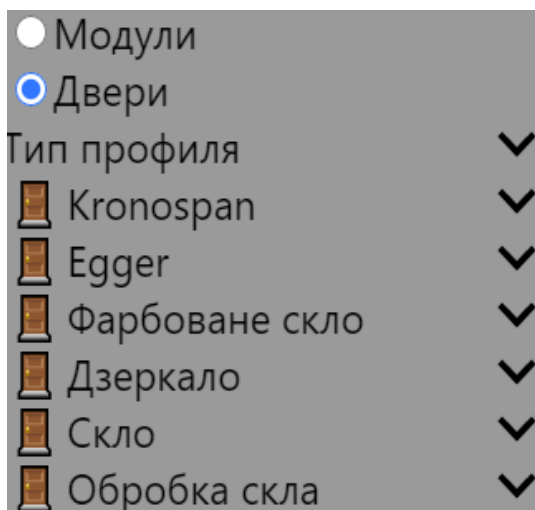 Модули
Двери
Тип профиля
Kronospan
Egger
Фарбоване скло
Дзеркало
Скло
Обробка скла